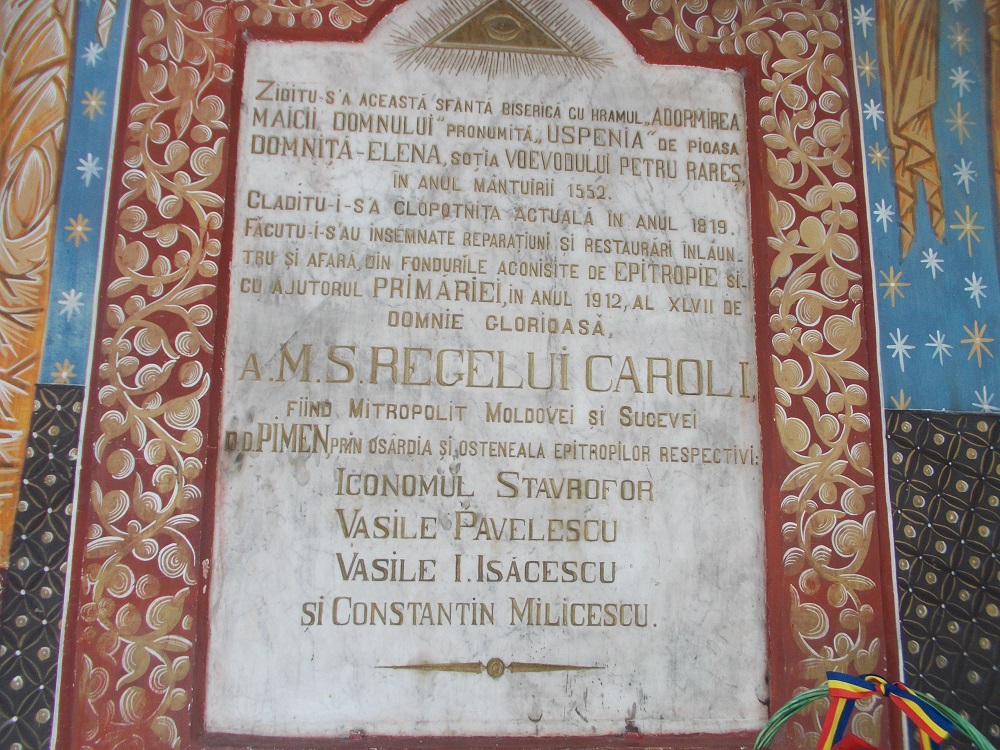 ZIDITU-S'A ACEASTĂ SFÂNTĂ BISERICĂ CU HRAMUL „ADORMIREA
MAICII DOMNULUI" PRONUMITĂ „USPENIA" DE PIOASA
DOMNIȚĂ-ELENA, SOȚIA VOEVODULUI PETRU RAREȘ,
ÎN ANUL MÂNTUIRII 1552.
CLADITU-I-S'A CLOPOTNIȚA ACTUALĂ ÎN ANUL 1819.
FĂCUTU-I-S'AU ÎNSEMNATE REPARAȚIUNI ȘI RESTAURĂRI ÎNLĂUN-
TRU ȘI AFARĂ, DIN FONDURILE AGONISITE DE EPITROPIE ȘI-
CU AJUTORUL PRIMARIEI, ÎN ANUL 1912, AL XLVII DE
DOMNIE GLORIOASĂ,
A.M.S. REGELUI CAROL I,
FIIND MITROPOLIT MOLDOVEI ȘI SUCEVEI
D.D. PIMEN PRIN OSÂRDIA ȘI OSTENEALA EPITROPILOR RESPECTIVI:
ICONOMUL STAVROFOR
VASILE PAVELESCU
VASILE I. ISĂCESCU
ȘI CONSTANTIN MILICESCU.